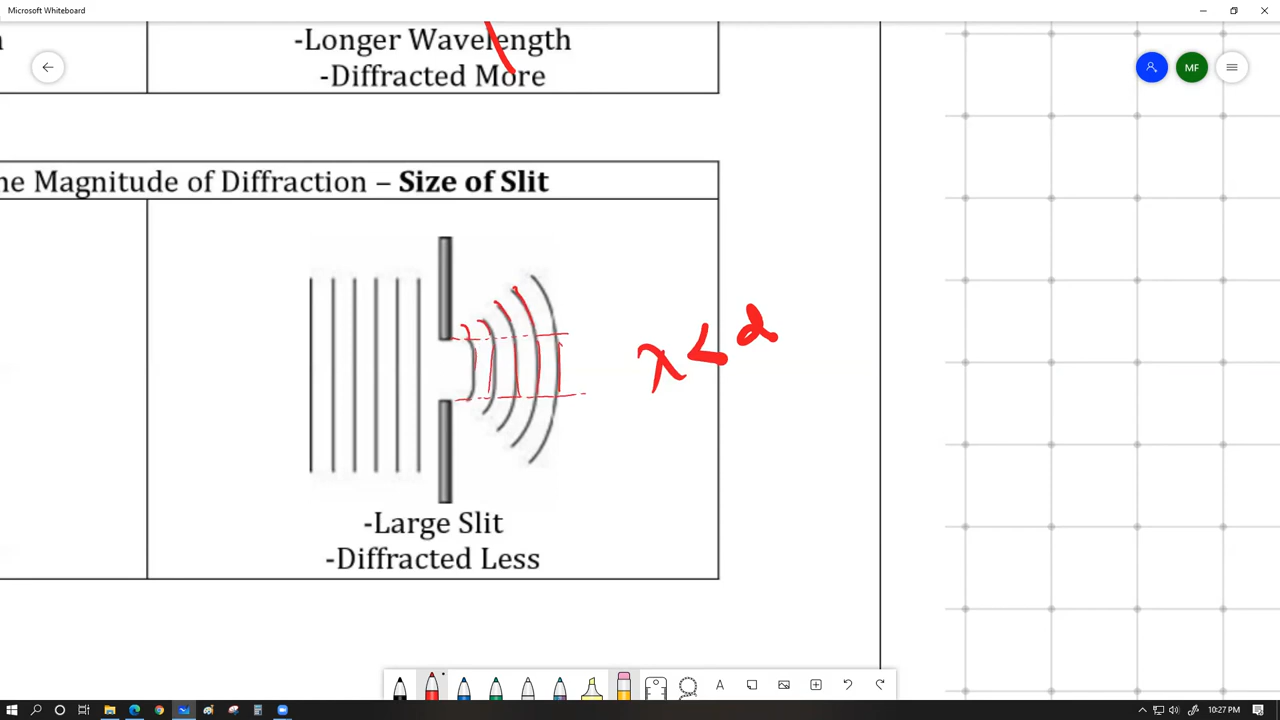 Microsoft Whiteboard
-Longer Wavelength
-Diffracted More
MF
he Magnitude of Diffraction – Size of Slit
λ < d
-Large Slit
-Diffracted Less
A
10:27 PM